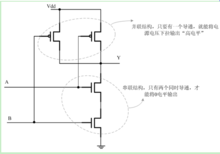 Vdd
并联结构，只要有一个导通，就能将电
源电压下拉输出“高电平”
Y
A
串联结构，只有两个同时导通，才
能将0电平输出
B